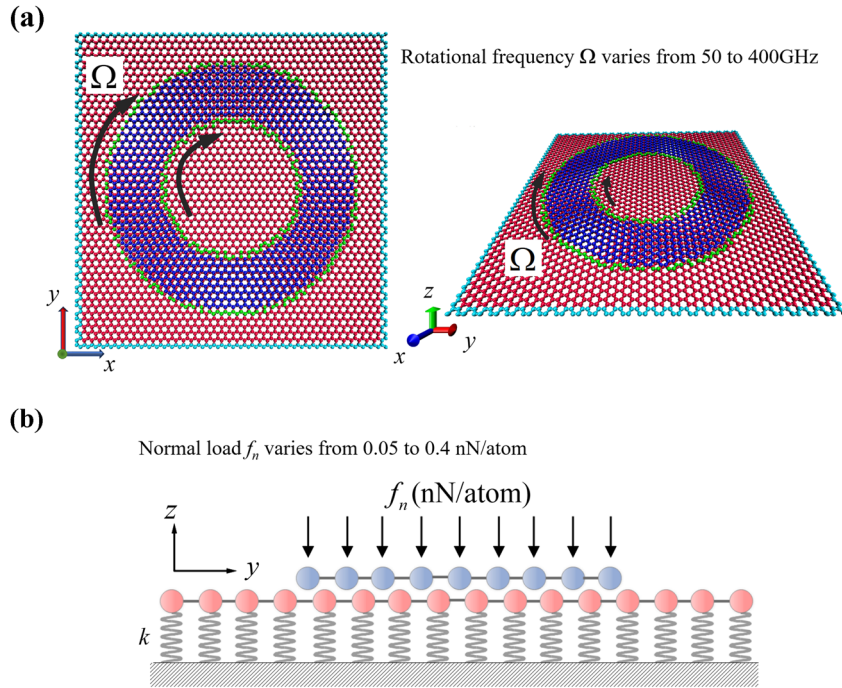 (a)
Rotational frequency Ω varies from 50 to 400GHz
Ω
Ω
y
x
z
x
y
(b)
Normal load fn varies from 0.05 to 0.4 nN/atom
fn (nN/atom)
z
y
k